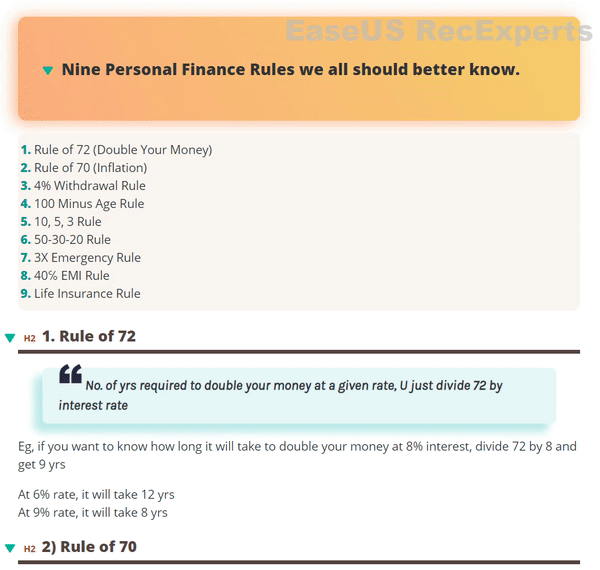 EaseUS RecExperts
Nine Personal Finance Rules we all should better know.
1. Rule of 72 (Double Your Money)
2. Rule of 70 (Inflation)
3. 4% Withdrawal Rule
4. 100 Minus Age Rule
5. 10, 5, 3 Rule
6. 50-30-20 Rule
7. 3X Emergency Rule
8. 40% EMI Rule
9. Life Insurance Rule
H2 1. Rule of 72
“ No. of yrs required to double your money at a given rate, U just divide 72 by
interest rate
Eg, if you want to know how long it will take to double your money at 8% interest, divide 72 by 8 and
get 9 yrs
At 6% rate, it will take 12 yrs
At 9% rate, it will take 8 yrs
H2 2) Rule of 70